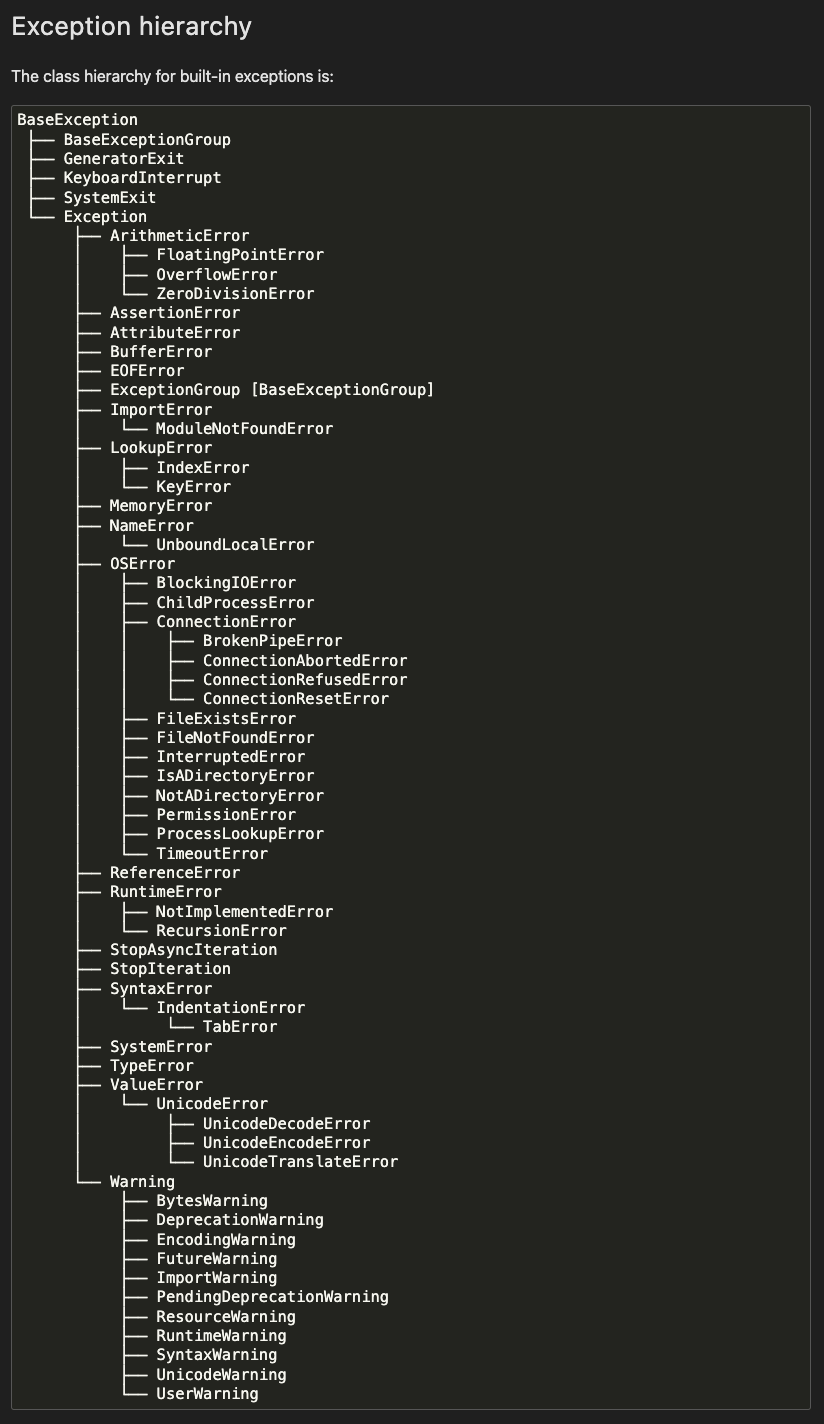 Exception hierarchy
The class hierarchy for built-in exceptions is:
BaseException
├── BaseExceptionGroup
├── GeneratorExit
├── KeyboardInterrupt
├── SystemExit
└── Exception
     ├── ArithmeticError
     │    ├── FloatingPointError
     │    ├── OverflowError
     │    └── ZeroDivisionError
     ├── AssertionError
     ├── AttributeError
     ├── BufferError
     ├── EOFError
     ├── ExceptionGroup [BaseExceptionGroup]
     ├── ImportError
     │    └── ModuleNotFoundError
     ├── LookupError
     │    ├── IndexError
     │    └── KeyError
     ├── MemoryError
     ├── NameError
     │    └── UnboundLocalError
     ├── OSError
     │    ├── BlockingIOError
     │    ├── ChildProcessError
     │    ├── ConnectionError
     │    │    ├── BrokenPipeError
     │    │    ├── ConnectionAbortedError
     │    │    ├── ConnectionRefusedError
     │    │    └── ConnectionResetError
     │    ├── FileExistsError
     │    ├── FileNotFoundError
     │    ├── InterruptedError
     │    ├── IsADirectoryError
     │    ├── NotADirectoryError
     │    ├── PermissionError
     │    ├── ProcessLookupError
     │    └── TimeoutError
     ├── ReferenceError
     ├── RuntimeError
     │    ├── NotImplementedError
     │    └── RecursionError
     ├── StopAsyncIteration
     ├── StopIteration
     ├── SyntaxError
     │    └── IndentationError
     │         └── TabError
     ├── SystemError
     ├── TypeError
     ├── ValueError
     │    └── UnicodeError
     │         ├── UnicodeDecodeError
     │         ├── UnicodeEncodeError
     │         └── UnicodeTranslateError
     └── Warning
          ├── BytesWarning
          ├── DeprecationWarning
          ├── EncodingWarning
          ├── FutureWarning
          ├── ImportWarning
          ├── PendingDeprecationWarning
          ├── ResourceWarning
          ├── RuntimeWarning
          ├── SyntaxWarning
          ├── UnicodeWarning
          └── UserWarning